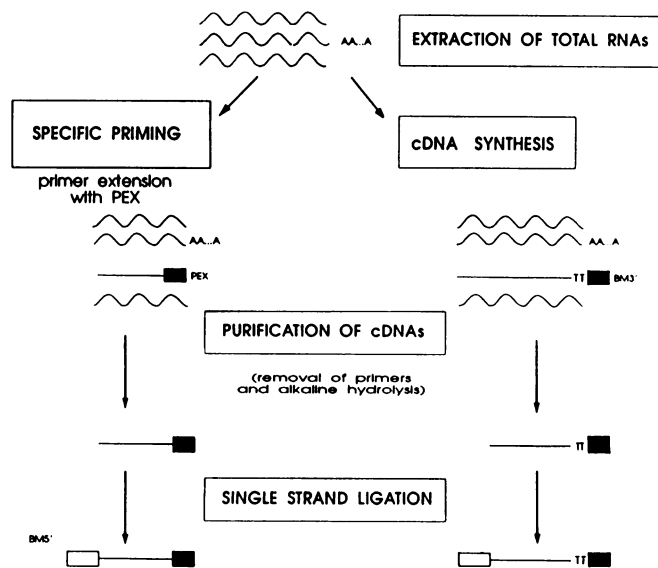 AA...A
EXTRACTION OF TOTAL RNAs
SPECIFIC PRIMING
cDNA SYNTHESIS
primer extension
with PEX
AA...A
AA A
PEX
TT
BM3'
PURIFICATION OF cDNAs
(removal of primers
and alkaline hydrolysis)
TT
SINGLE STRAND LIGATION
BM5'
TT